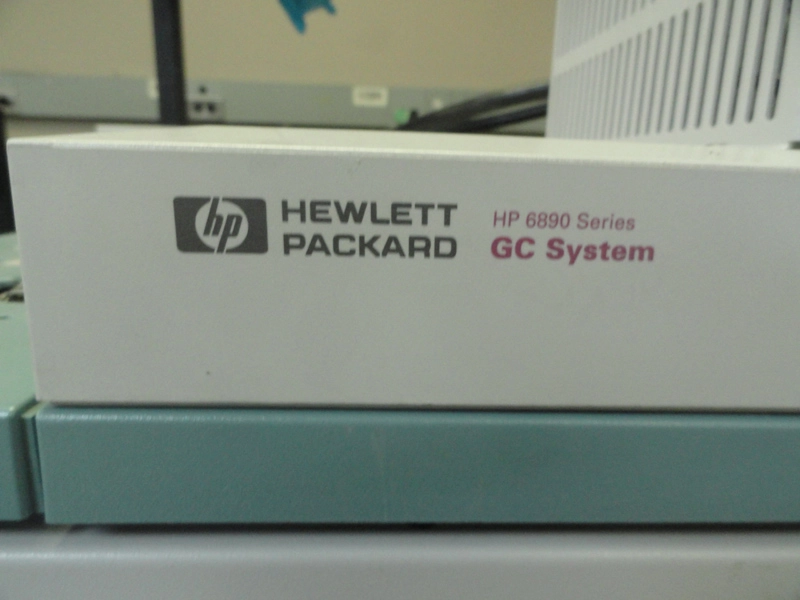 hp
HEWLETT
PACKARD
HP 6890 Series
GC System